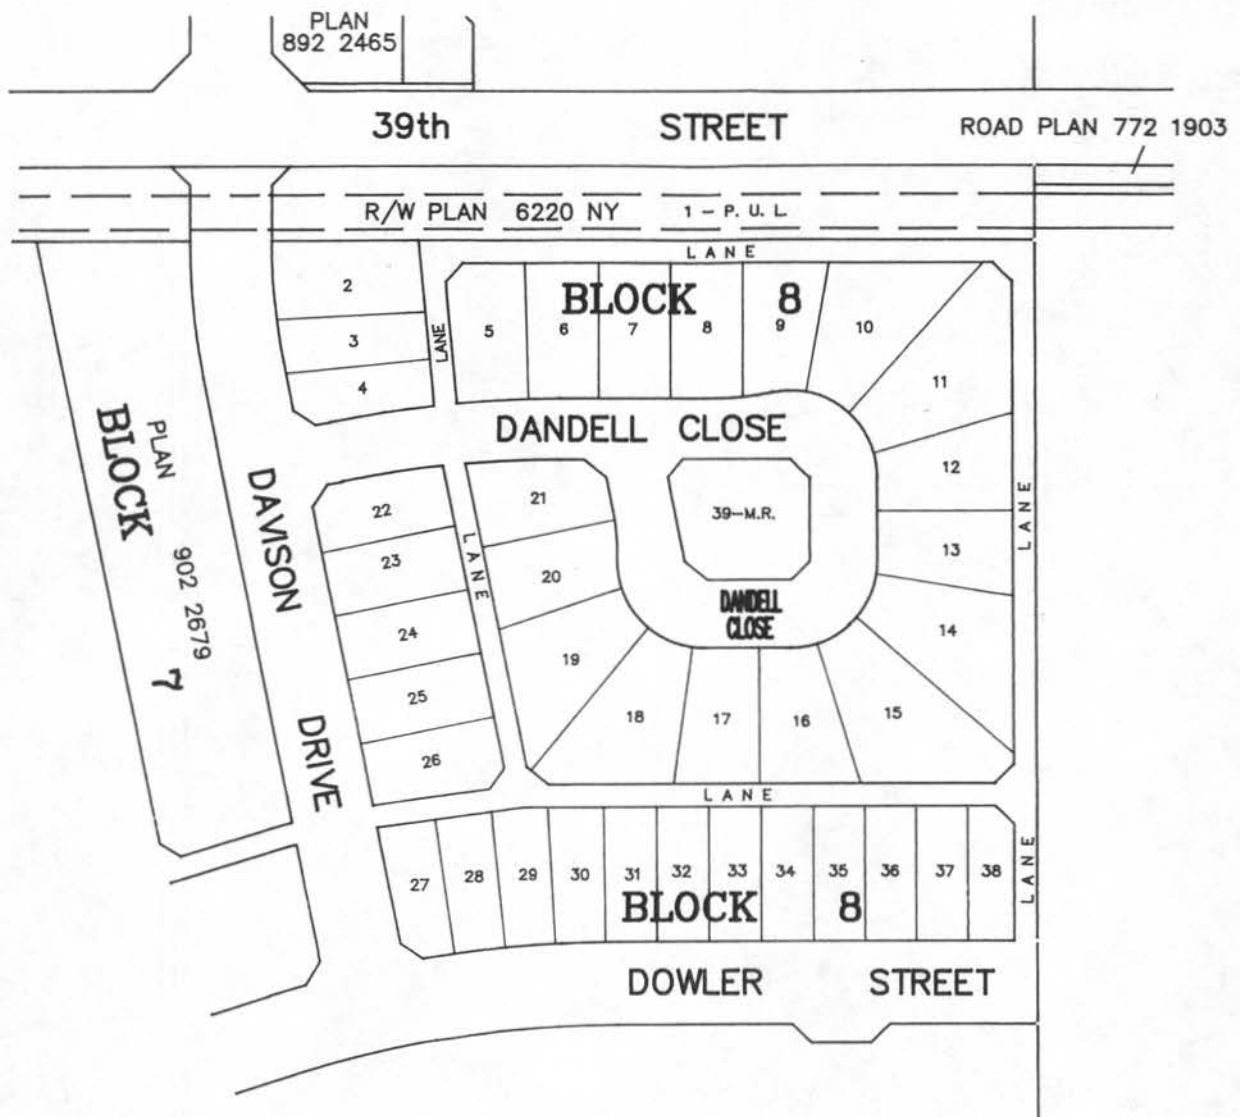 PLAN
892 2465
39th STREET
ROAD PLAN 772 1903
R/W PLAN 6220 NY 1 - P. U. L.
LANE
2
3
4
LANE
BLOCK 8
5
6
7
8
9
10
11
12
13
14
15
16
17
18
19
20
21
DANDELL CLOSE
39-M.R.
DANDELL
CLOSE
LANE
PLAN 902 2679
BLOCK 7
DAVISON DRIVE
22
23
24
25
26
LANE
LANE
27
28
29
30
31
32
33
34
35
36
37
38
BLOCK 8
LANE
DOWLER STREET